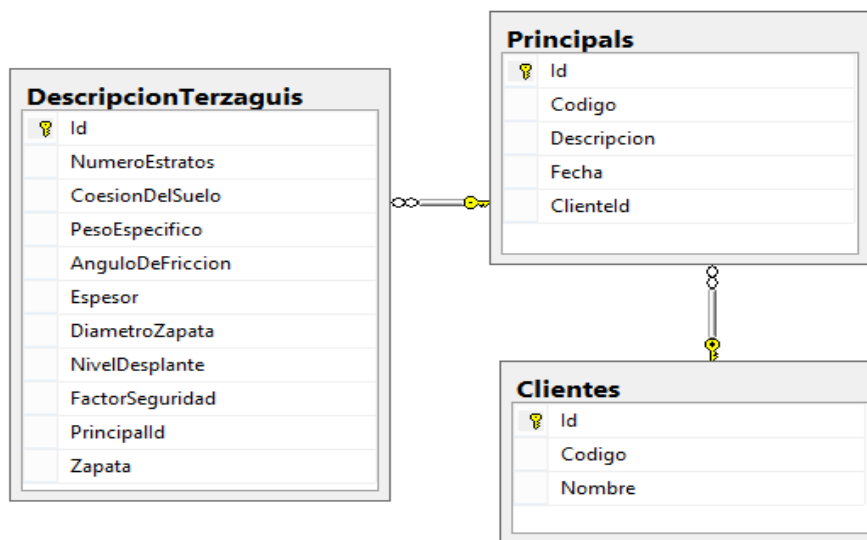 DescripcionTerzaguis
Id
NumeroEstratos
CoesionDelSuelo
PesoEspecifico
AnguloDeFriccion
Espesor
DiametroZapata
NivelDesplante
FactorSeguridad
PrincipalId
Zapata
Principals
Id
Codigo
Descripcion
Fecha
ClienteId
Clientes
Id
Codigo
Nombre